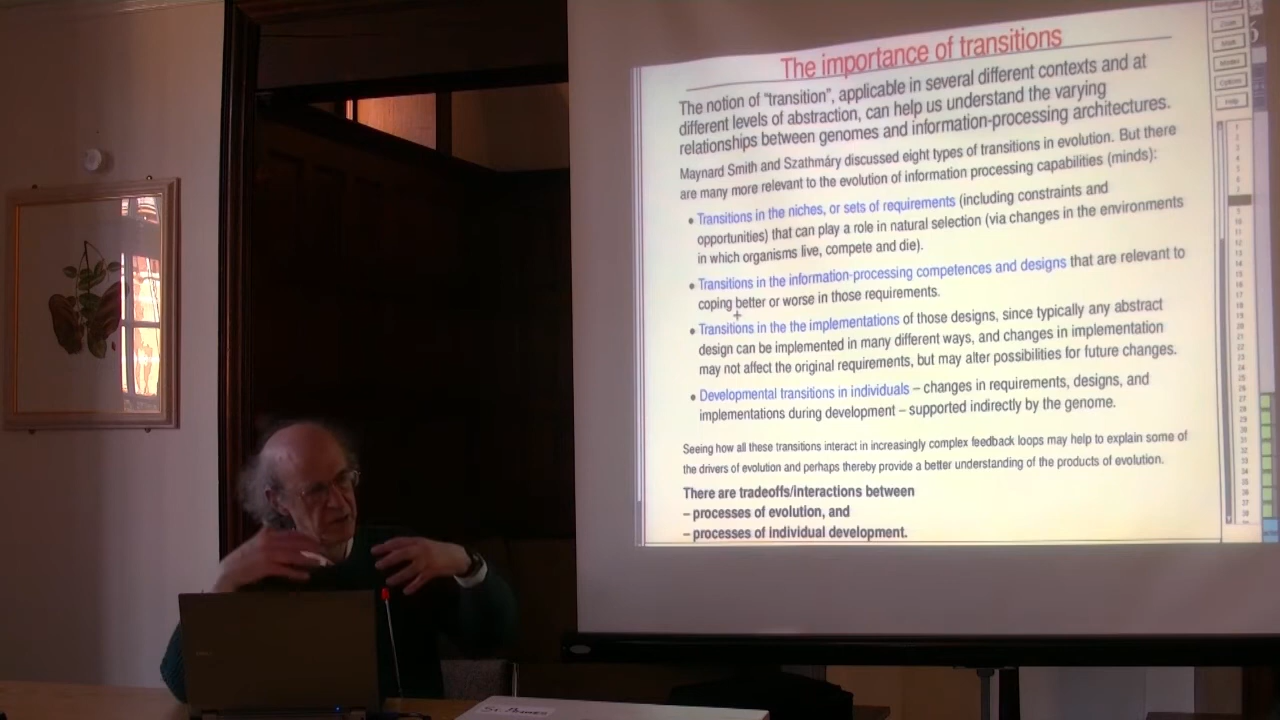 The importance of transitions
The notion of "transition", applicable in several different contexts and at
different levels of abstraction, can help us understand the varying
relationships between genomes and information-processing architectures.
Maynard Smith and Szathmáry discussed eight types of transitions in evolution. But there
are many more relevant to the evolution of information processing capabilities (minds):
• Transitions in the niches, or sets of requirements (including constraints and
opportunities) that can play a role in natural selection (via changes in the environments
in which organisms live, compete and die).
• Transitions in the information-processing competences and designs that are relevant to
coping better or worse in those requirements.
• Transitions in the the implementations of those designs, since typically any abstract
design can be implemented in many different ways, and changes in implementation
may not affect the original requirements, but may alter possibilities for future changes.
• Developmental transitions in individuals – changes in requirements, designs, and
implementations during development – supported indirectly by the genome.
Seeing how all these transitions interact in increasingly complex feedback loops may help to explain some of
the drivers of evolution and perhaps thereby provide a better understanding of the products of evolution.
There are tradeoffs/interactions between
– processes of evolution, and
– processes of individual development.